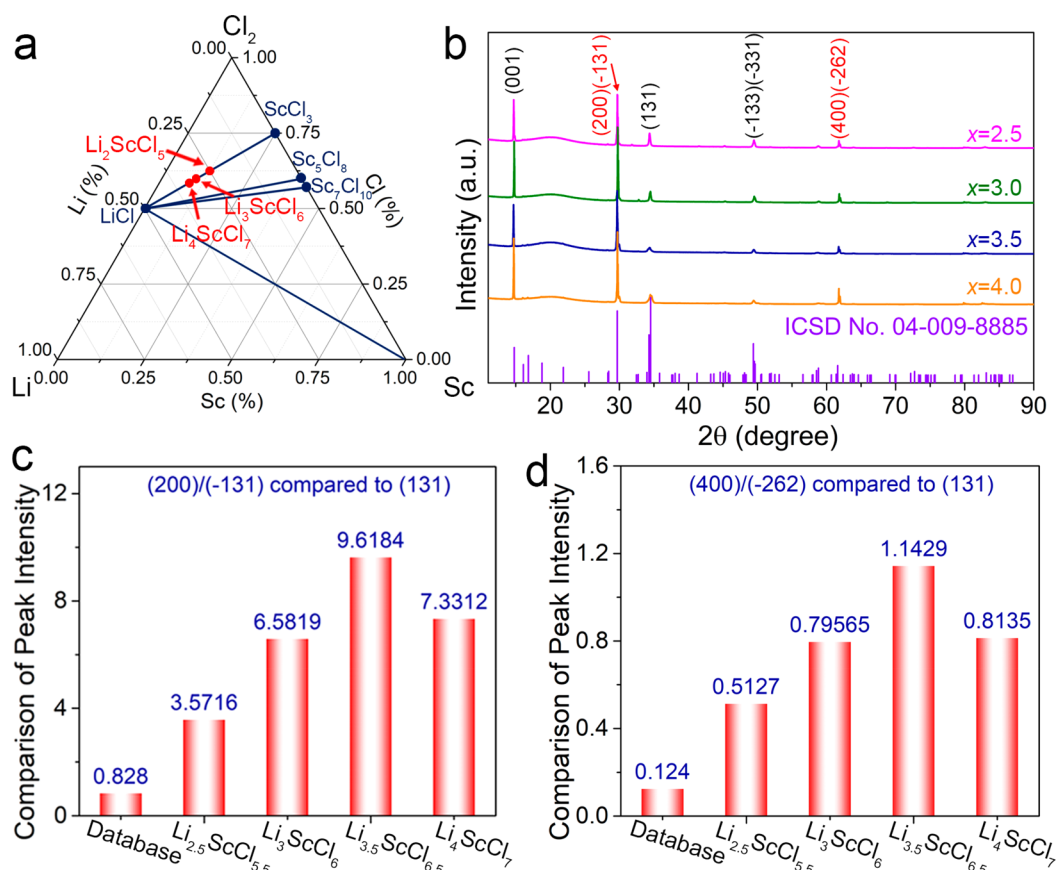 a
Cl2
0.00
1.00
ScCl3
0.25
0.75
Li2ScCl5
Sc5Cl8
Sc7Cl10
Li (%)
Cl (%)
0.50
0.50
LiCl
Li3ScCl6
Li4ScCl7
0.75
0.25
1.00
0.00
Li
0.00
0.25
0.50
0.75
1.00
Sc
Sc (%)
b
Intensity (a.u.)
(001)
(200)(-131)
(131)
(-133)(-331)
(400)(-262)
x=2.5
x=3.0
x=3.5
x=4.0
ICSD No. 04-009-8885
20 30 40 50 60 70 80 90
2θ (degree)
c
(200)/(-131) compared to (131)
Comparison of Peak Intensity
12
8
4
0
0.828
3.5716
6.5819
9.6184
7.3312
Database
Li2.5ScCl5.5
Li3ScCl6
Li3.5ScCl6.5
Li4ScCl7
d
(400)/(-262) compared to (131)
Comparison of Peak Intensity
1.6
1.2
0.8
0.4
0.0
0.124
0.5127
0.79565
1.1429
0.8135
Database
Li2.5ScCl5.5
Li3ScCl6
Li3.5ScCl6.5
Li4ScCl7